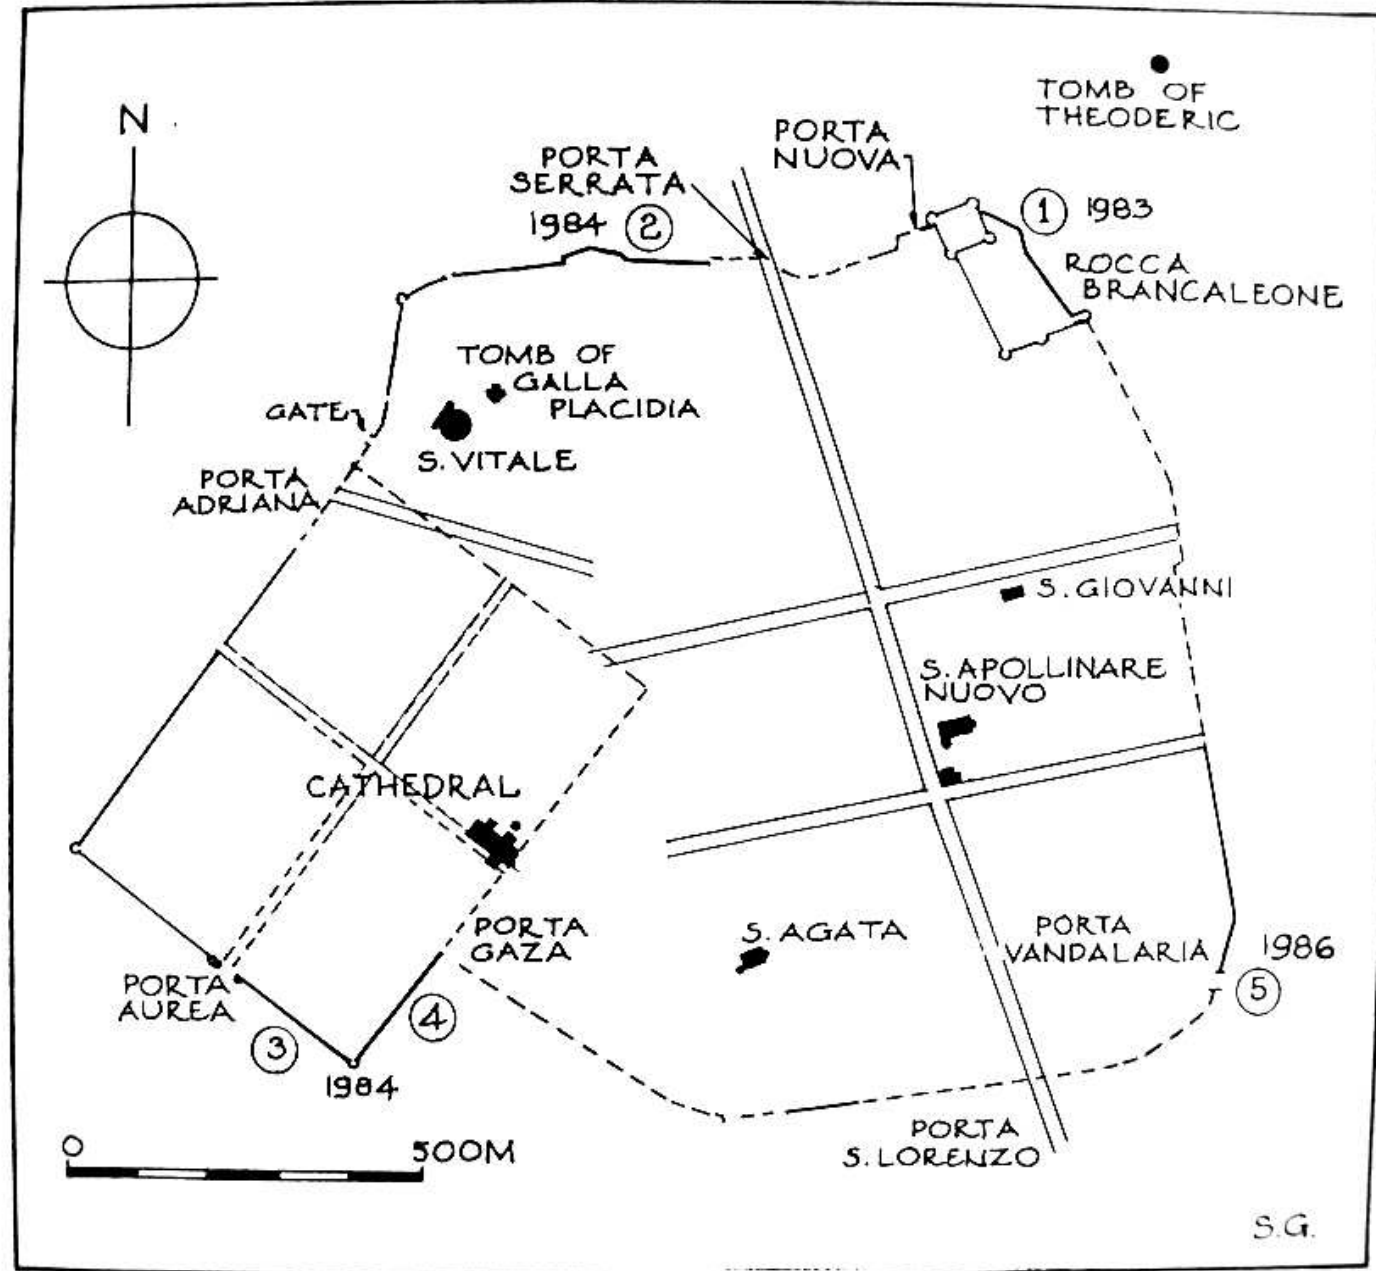 N
TOMB OF
THEODERIC
PORTA
NUOVA
PORTA
SERRATA
1984 2
1 1983
ROCCA
BRANCALEONE
TOMB OF
GALLA
PLACIDIA
GATE
S. VITALE
PORTA
ADRIANA
S. GIOVANNI
S. APOLLINARE
NUOVO
CATHEDRAL
PORTA
GAZA
S. AGATA
PORTA
VANDALARIA
1986
5
PORTA
AUREA
4
3
1984
0 500M
PORTA
S. LORENZO
S.G.